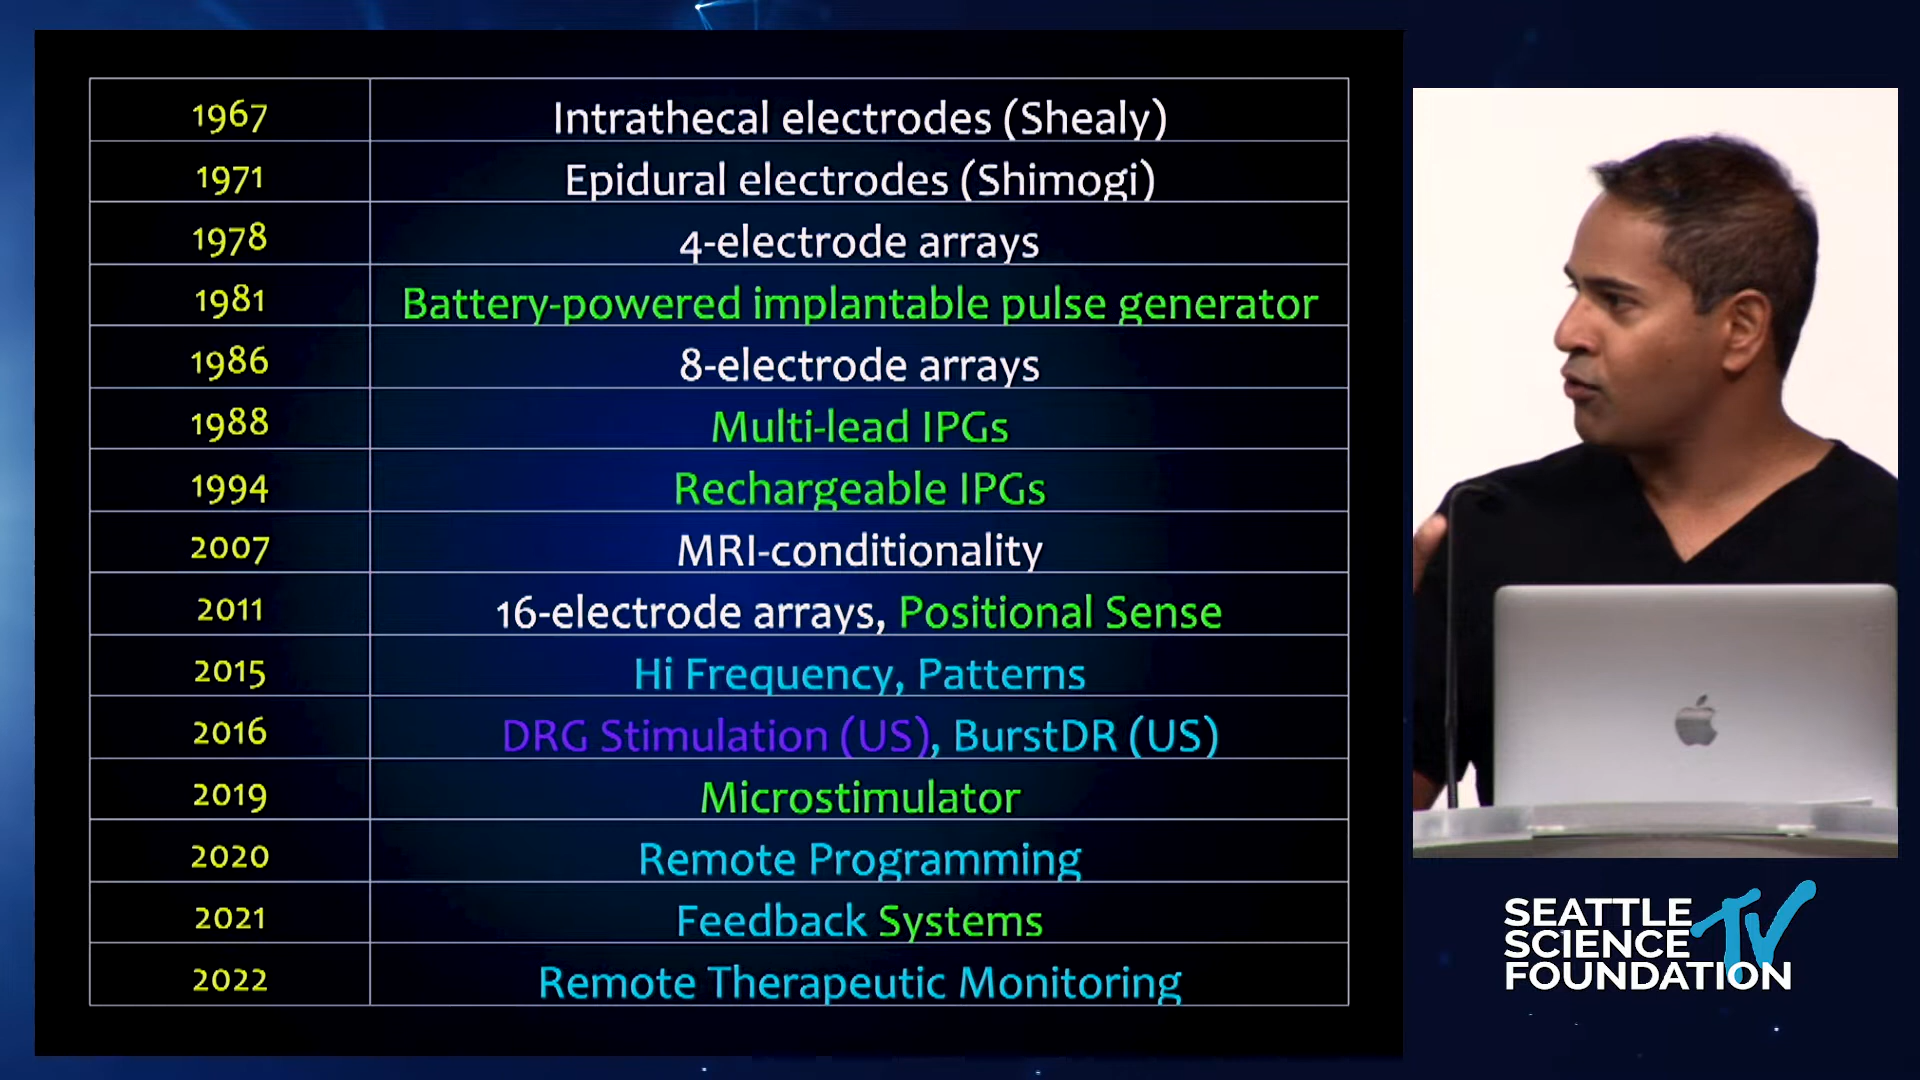 1967 Intrathecal electrodes (Shealy)
1971 Epidural electrodes (Shimogi)
1978 4-electrode arrays
1981 Battery-powered implantable pulse generator
1986 8-electrode arrays
1988 Multi-lead IPGs
1994 Rechargeable IPGs
2007 MRI-conditionality
2011 16-electrode arrays, Positional Sense
2015 Hi Frequency, Patterns
2016 DRG Stimulation (US), BurstDR (US)
2019 Microstimulator
2020 Remote Programming
2021 Feedback Systems
2022 Remote Therapeutic Monitoring
SEATTLE
SCIENCE TV
FOUNDATION